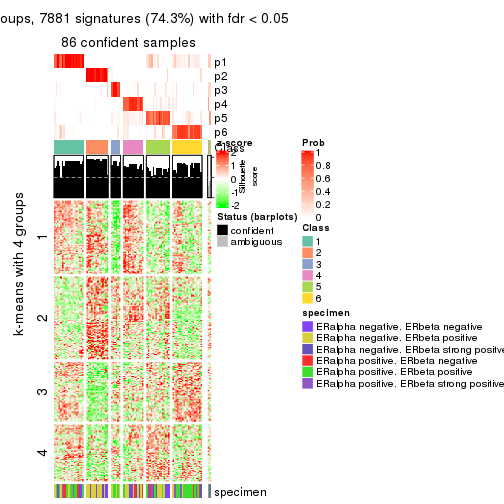 oups, 7881 signatures (74.3%) with fdr < 0.05
86 confident samples
p1
p2
p3
p4
p5
p6
Class
z-score
2
1
0
-1
-2
Silhouette
score
Status (barplots)
confident
ambiguous
Prob
1
0.8
0.6
0.4
0.2
0
Class
1
2
3
4
5
6
specimen
ERalpha negative. ERbeta negative
ERalpha negative. ERbeta positive
ERalpha negative. ERbeta strong positive
ERalpha positive. ERbeta negative
ERalpha positive. ERbeta positive
ERalpha positive. ERbeta strong positive
k-means with 4 groups
1
2
3
4
specimen